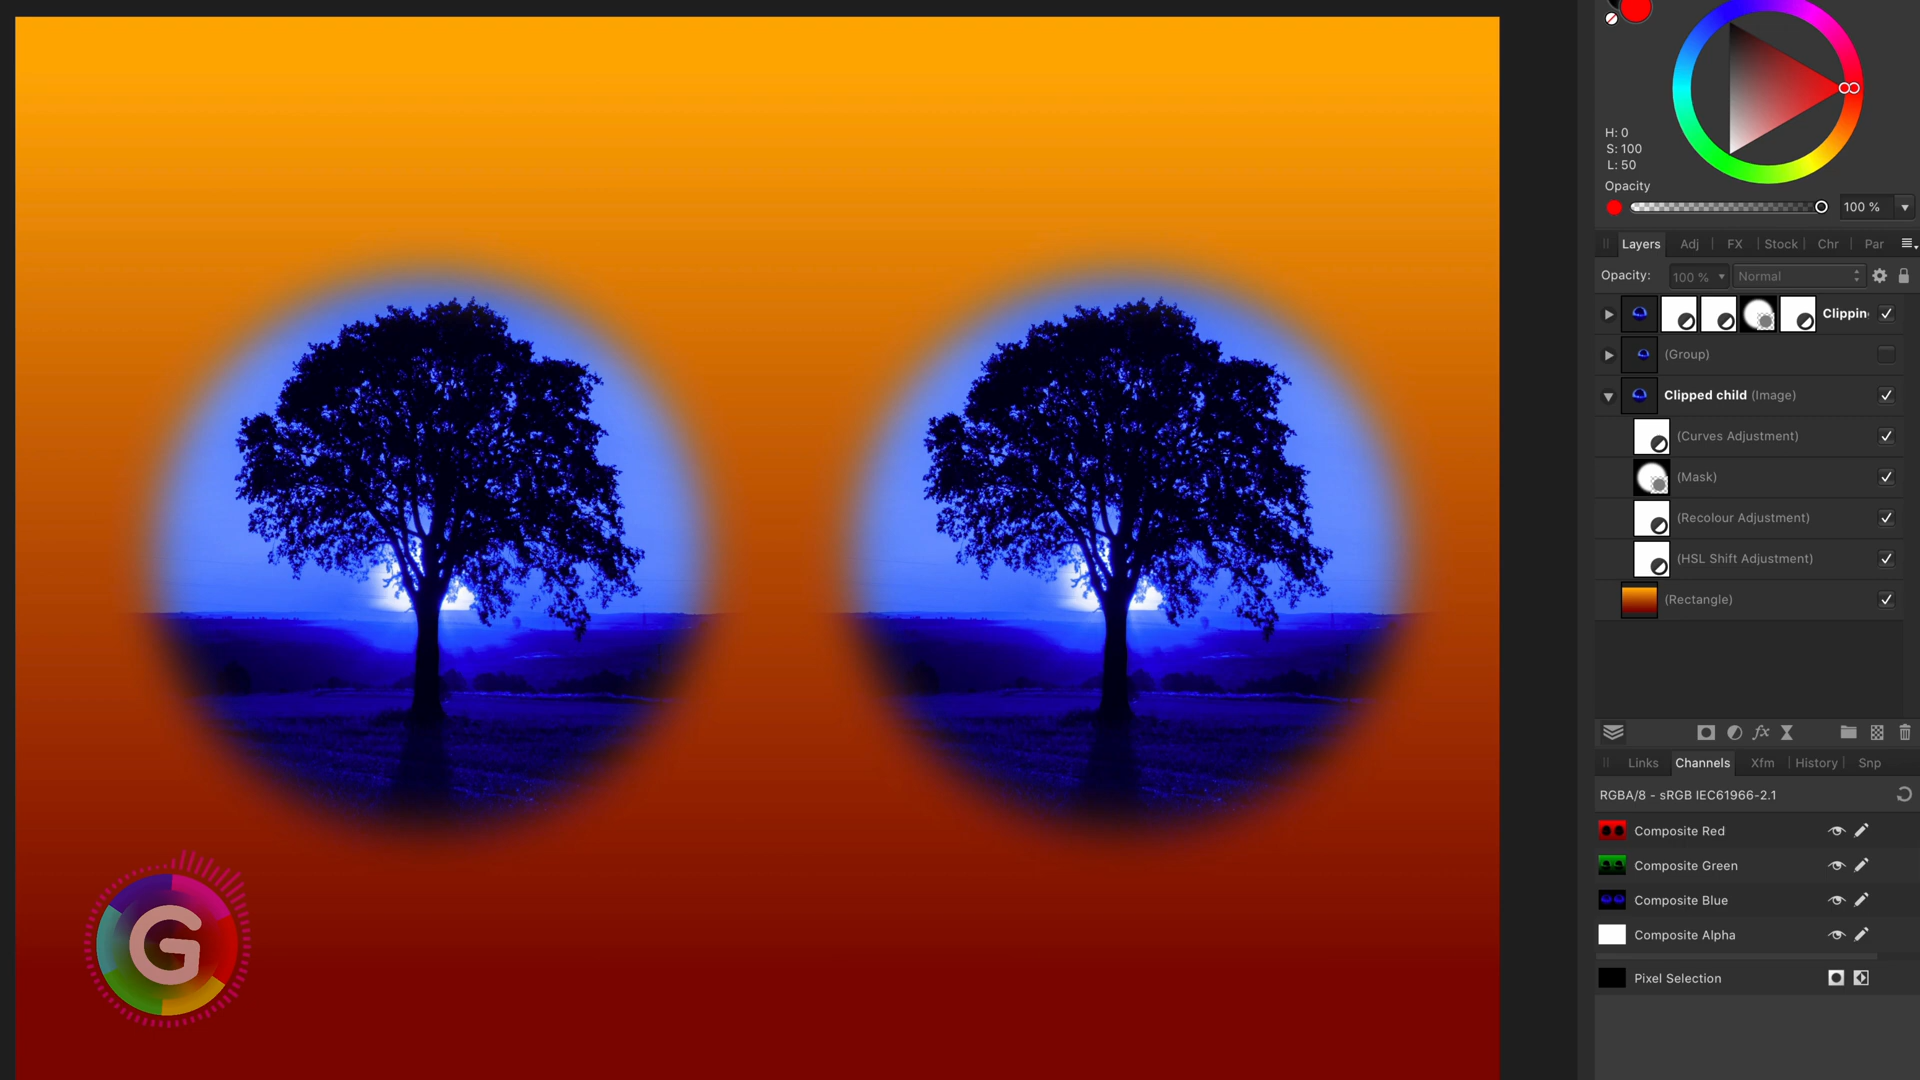 H: 0
S: 100
L: 50
Opacity
100 %
Layers Adj FX Stock Chr Par
Opacity: 100 % Normal
Clippin
(Group)
Clipped child (Image)
(Curves Adjustment)
(Mask)
(Recolour Adjustment)
(HSL Shift Adjustment)
(Rectangle)
fx
Links Channels Xfm History Snp
RGBA/8 - sRGB IEC61966-2.1
Composite Red
Composite Green
Composite Blue
Composite Alpha
Pixel Selection
G